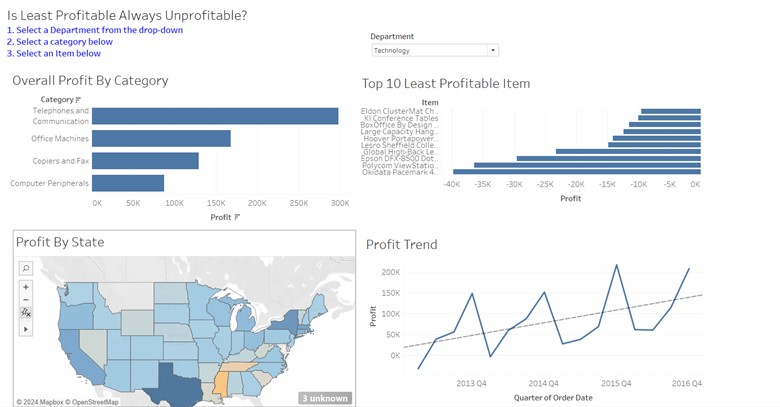 Is Least Profitable Always Unprofitable?
1. Select a Department from the drop-down
2. Select a category below
3. Select an Item below
Department
Technology
Overall Profit By Category
Category
Telephones and
Communication
Office Machines
Copiers and Fax
Computer Peripherals
0K 50K 100K 150K 200K 250K 300K
Profit
Top 10 Least Profitable Item
Item
Eldon ClusterMat Ch..
KI Conference Tables
BoxOffice By Design ..
Large Capacity Hang..
Hoover Portapower..
Lesro Sheffield Colle..
Global High-Back Le..
Epson DFX-8500 Dot..
Polycom ViewStatio..
Okidata Pacemark 4..
-40K -35K -30K -25K -20K -15K -10K -5K 0K
Profit
Profit By State
© 2024 Mapbox © OpenStreetMap
3 unknown
Profit Trend
Profit
200K
150K
100K
50K
0K
2013 Q4 2014 Q4 2015 Q4 2016 Q4
Quarter of Order Date